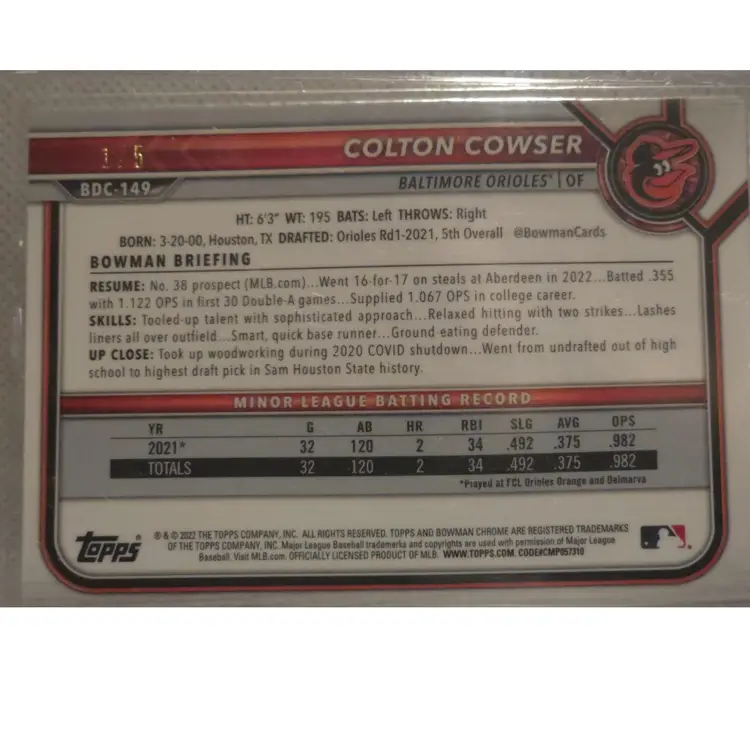 1/5
COLTON COWSER
BDC-149
BALTIMORE ORIOLES® | OF
HT: 6'3" WT: 195 BATS: Left THROWS: Right
BORN: 3-20-00, Houston, TX DRAFTED: Orioles Rd1-2021, 5th Overall @BowmanCards
BOWMAN BRIEFING
RESUME: No. 38 prospect (MLB.com)...Went 16-for-17 on steals at Aberdeen in 2022...Batted .355
with 1.122 OPS in first 30 Double-A games...Supplied 1.067 OPS in college career.
SKILLS: Tooled-up talent with sophisticated approach...Relaxed hitting with two strikes...Lashes
liners all over outfield...Smart, quick base runner...Ground-eating defender.
UP CLOSE: Took up woodworking during 2020 COVID shutdown...Went from undrafted out of high
school to highest draft pick in Sam Houston State history.
MINOR LEAGUE BATTING RECORD
YR G AB HR RBI SLG AVG OPS
2021* 32 120 2 34 .492 .375 .982
TOTALS 32 120 2 34 .492 .375 .982
*Played at FCL Orioles Orange and Delmarva
topps®
® & © 2022 THE TOPPS COMPANY, INC. ALL RIGHTS RESERVED. TOPPS AND BOWMAN CHROME ARE REGISTERED TRADEMARKS
OF THE TOPPS COMPANY, INC. Major League Baseball trademarks and copyrights are used with permission of Major League
Baseball. Visit MLB.com. OFFICIALLY LICENSED PRODUCT OF MLB. WWW.TOPPS.COM. CODE#CMP057310